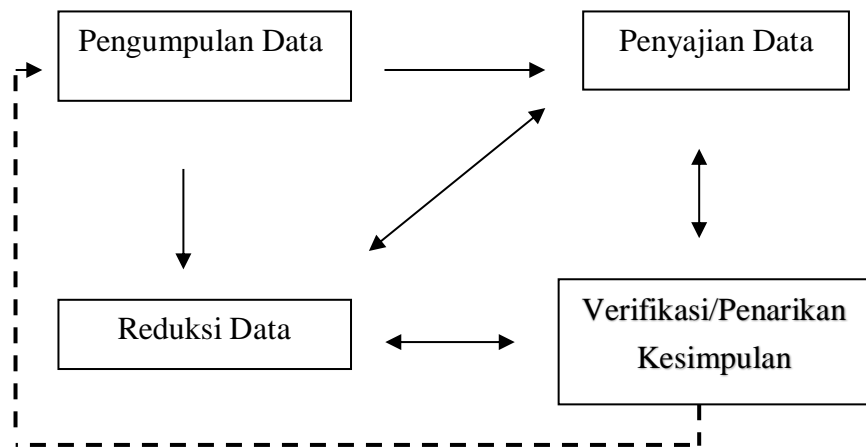 Pengumpulan Data
Penyajian Data
Reduksi Data
Verifikasi/Penarikan
Kesimpulan